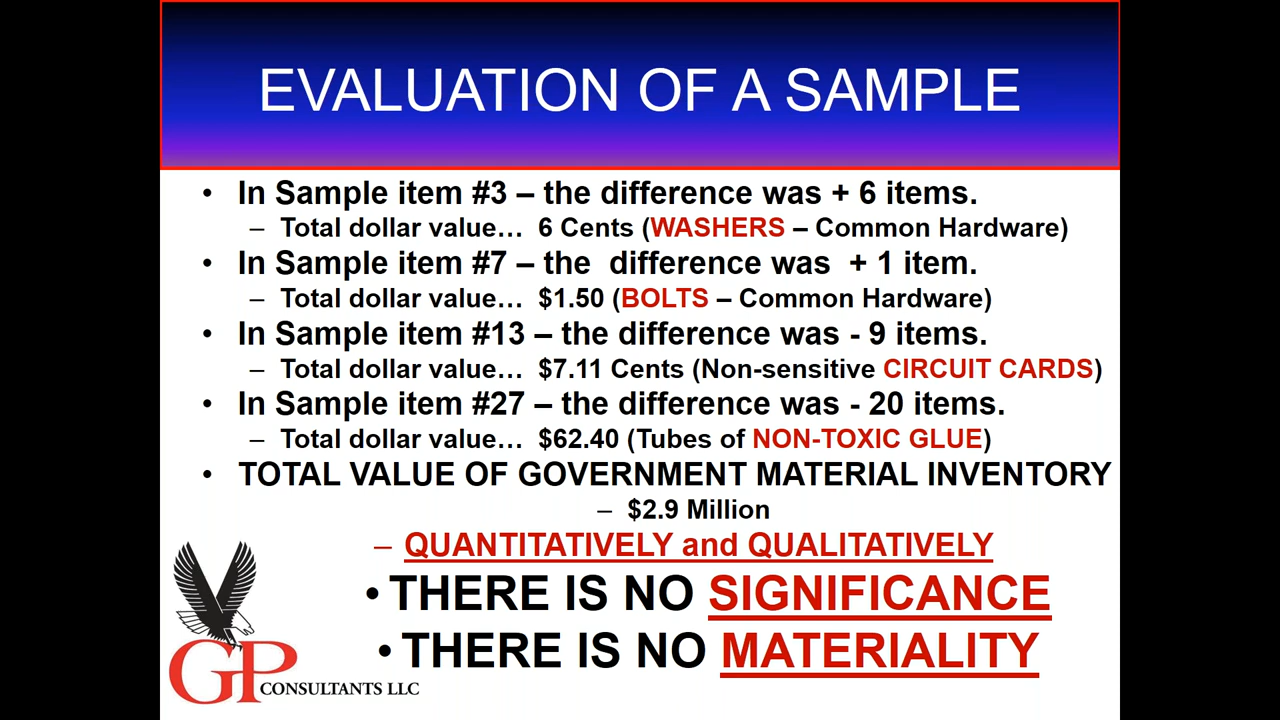 EVALUATION OF A SAMPLE
• In Sample item #3 – the difference was + 6 items.
– Total dollar value… 6 Cents (WASHERS – Common Hardware)
• In Sample item #7 – the difference was + 1 item.
– Total dollar value… $1.50 (BOLTS – Common Hardware)
• In Sample item #13 – the difference was - 9 items.
– Total dollar value… $7.11 Cents (Non-sensitive CIRCUIT CARDS)
• In Sample item #27 – the difference was - 20 items.
– Total dollar value… $62.40 (Tubes of NON-TOXIC GLUE)
• TOTAL VALUE OF GOVERNMENT MATERIAL INVENTORY
– $2.9 Million
– QUANTITATIVELY and QUALITATIVELY
• THERE IS NO SIGNIFICANCE
• THERE IS NO MATERIALITY
GP CONSULTANTS LLC